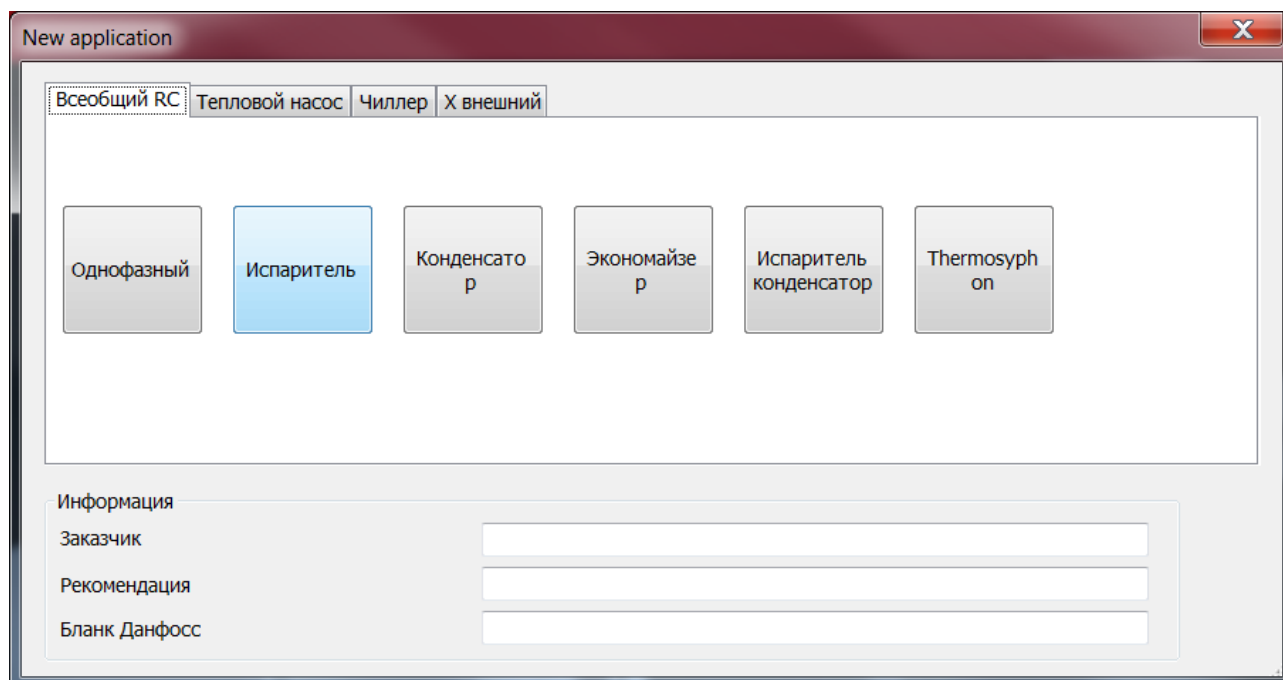 New application
Всеобщий RC Тепловой насос Чиллер X внешний
Однофазный
Испаритель
Конденсато
р
Экономайзе
р
Испаритель
конденсатор
Thermosyph
on
Информация
Заказчик
Рекомендация
Бланк Данфосс